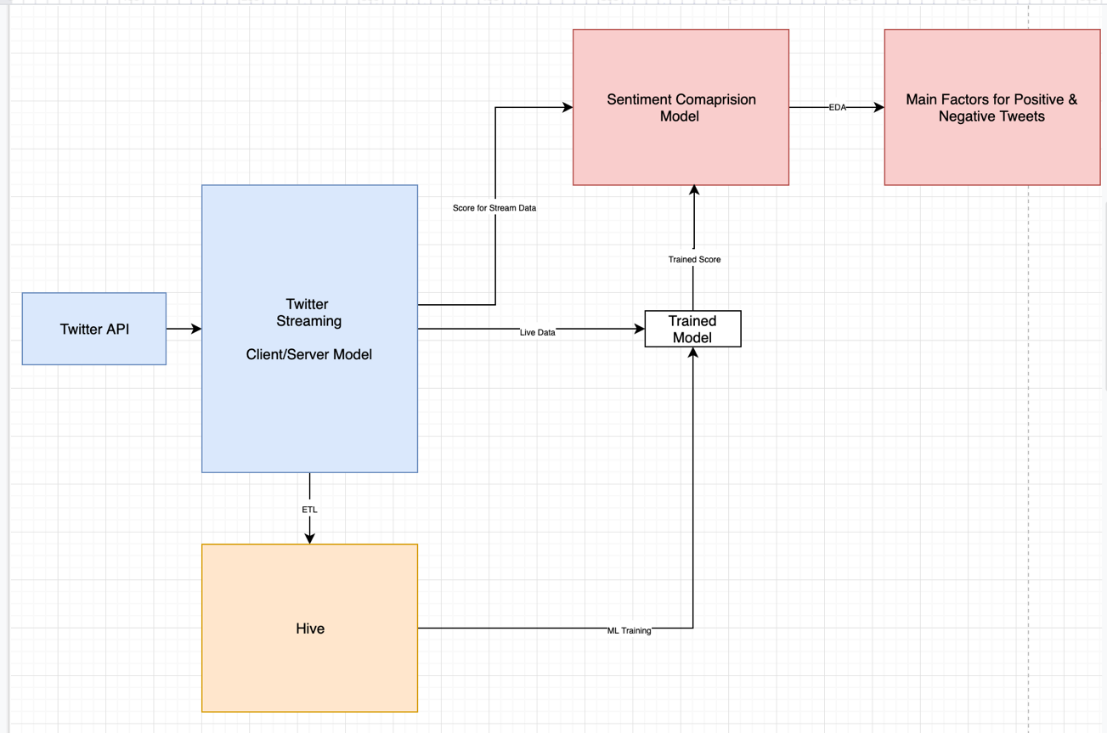 Sentiment Comaprision
Model
EDA
Main Factors for Positive &
Negative Tweets
Score for Stream Data
Twitter API
Twitter
Streaming
Client/Server Model
Live Data
Trained Score
Trained
Model
ETL
Hive
ML Training